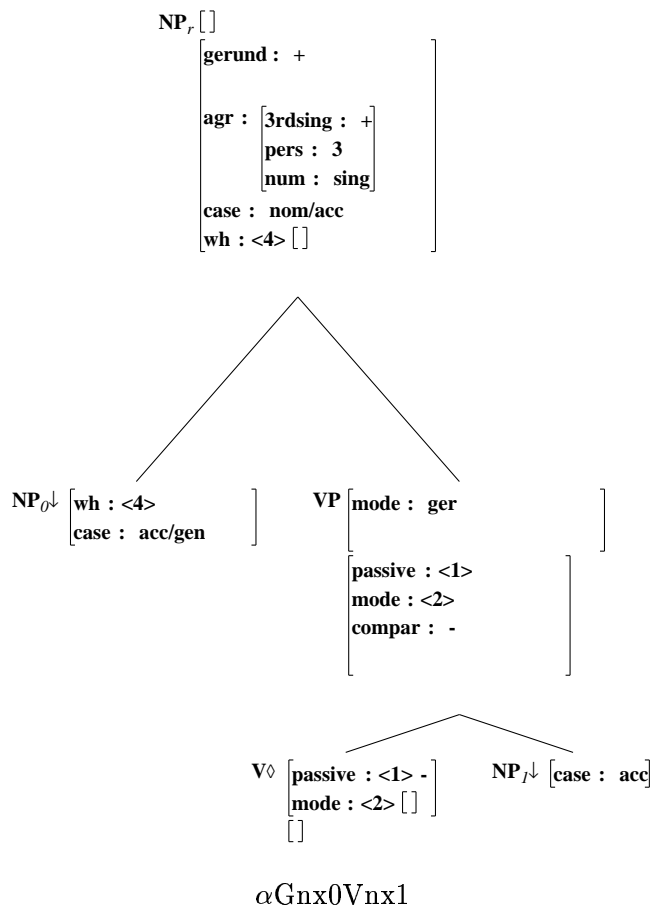 NPr []
gerund : +
agr : [3rdsing : +
pers : 3
num : sing]
case : nom/acc
wh : <4> []
NP0↓ [wh : <4>
case : acc/gen]
VP [mode : ger]
[passive : <1>
mode : <2>
compar : -]
V◊ [passive : <1> -
mode : <2> []]
[]
NP1↓ [case : acc]
αGnx0Vnx1